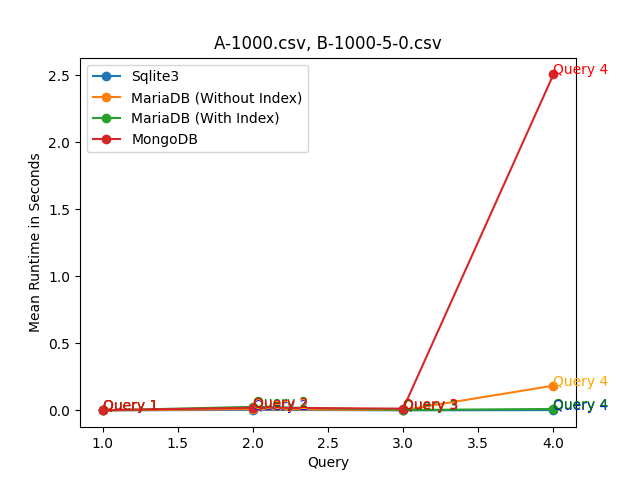 A-1000.csv, B-1000-5-0.csv
Sqlite3
MariaDB (Without Index)
MariaDB (With Index)
MongoDB
Mean Runtime in Seconds
2.5
2.0
1.5
1.0
0.5
0.0
Query 4
Query 4
Query 1
Query 2
Query 3
Query 4
1.0 1.5 2.0 2.5 3.0 3.5 4.0
Query